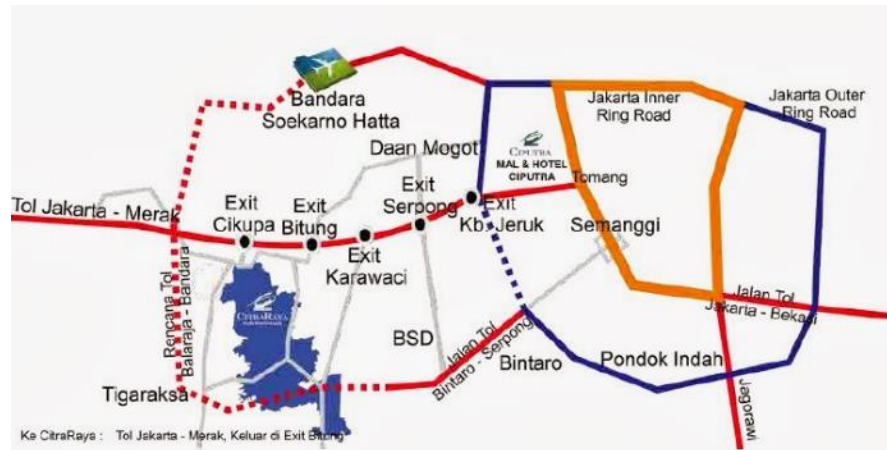 Bandara
Soekarno Hatta
Jakarta Inner
Ring Road
Jakarta Outer
Ring Road
Daan Mogot
CIPUTRA
MAL & HOTEL
CIPUTRA
Tomang
Tol Jakarta - Merak
Exit
Cikupa
Exit
Bitung
Exit
Karawaci
Exit
Serpong
Exit
Kb. Jeruk
Semanggi
Rencana Tol
Balaraja - Bandara
CITRARAYA
BSD
Jalan Tol
Bintaro - Serpong
Bintaro
Pondok Indah
Jalan Tol
Jakarta - Bekasi
Jagorawi
Tigaraksa
Ke CitraRaya : Tol Jakarta - Merak, Keluar di Exit Bitung